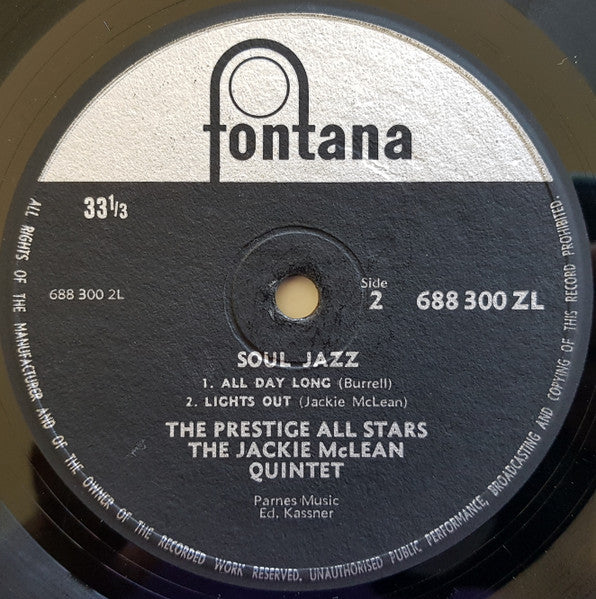 fontana
33 1/3
688 300 2L
Side
2
688 300 ZL
SOUL JAZZ
1. ALL DAY LONG (Burrell)
2. LIGHTS OUT (Jackie McLean)
THE PRESTIGE ALL STARS
THE JACKIE McLEAN
QUINTET
Parnes Music
Ed. Kassner
ALL RIGHTS OF THE MANUFACTURER AND OF THE OWNER OF THE RECORDED WORK RESERVED. UNAUTHORISED PUBLIC PERFORMANCE, BROADCASTING AND COPYING OF THIS RECORD PROHIBITED.